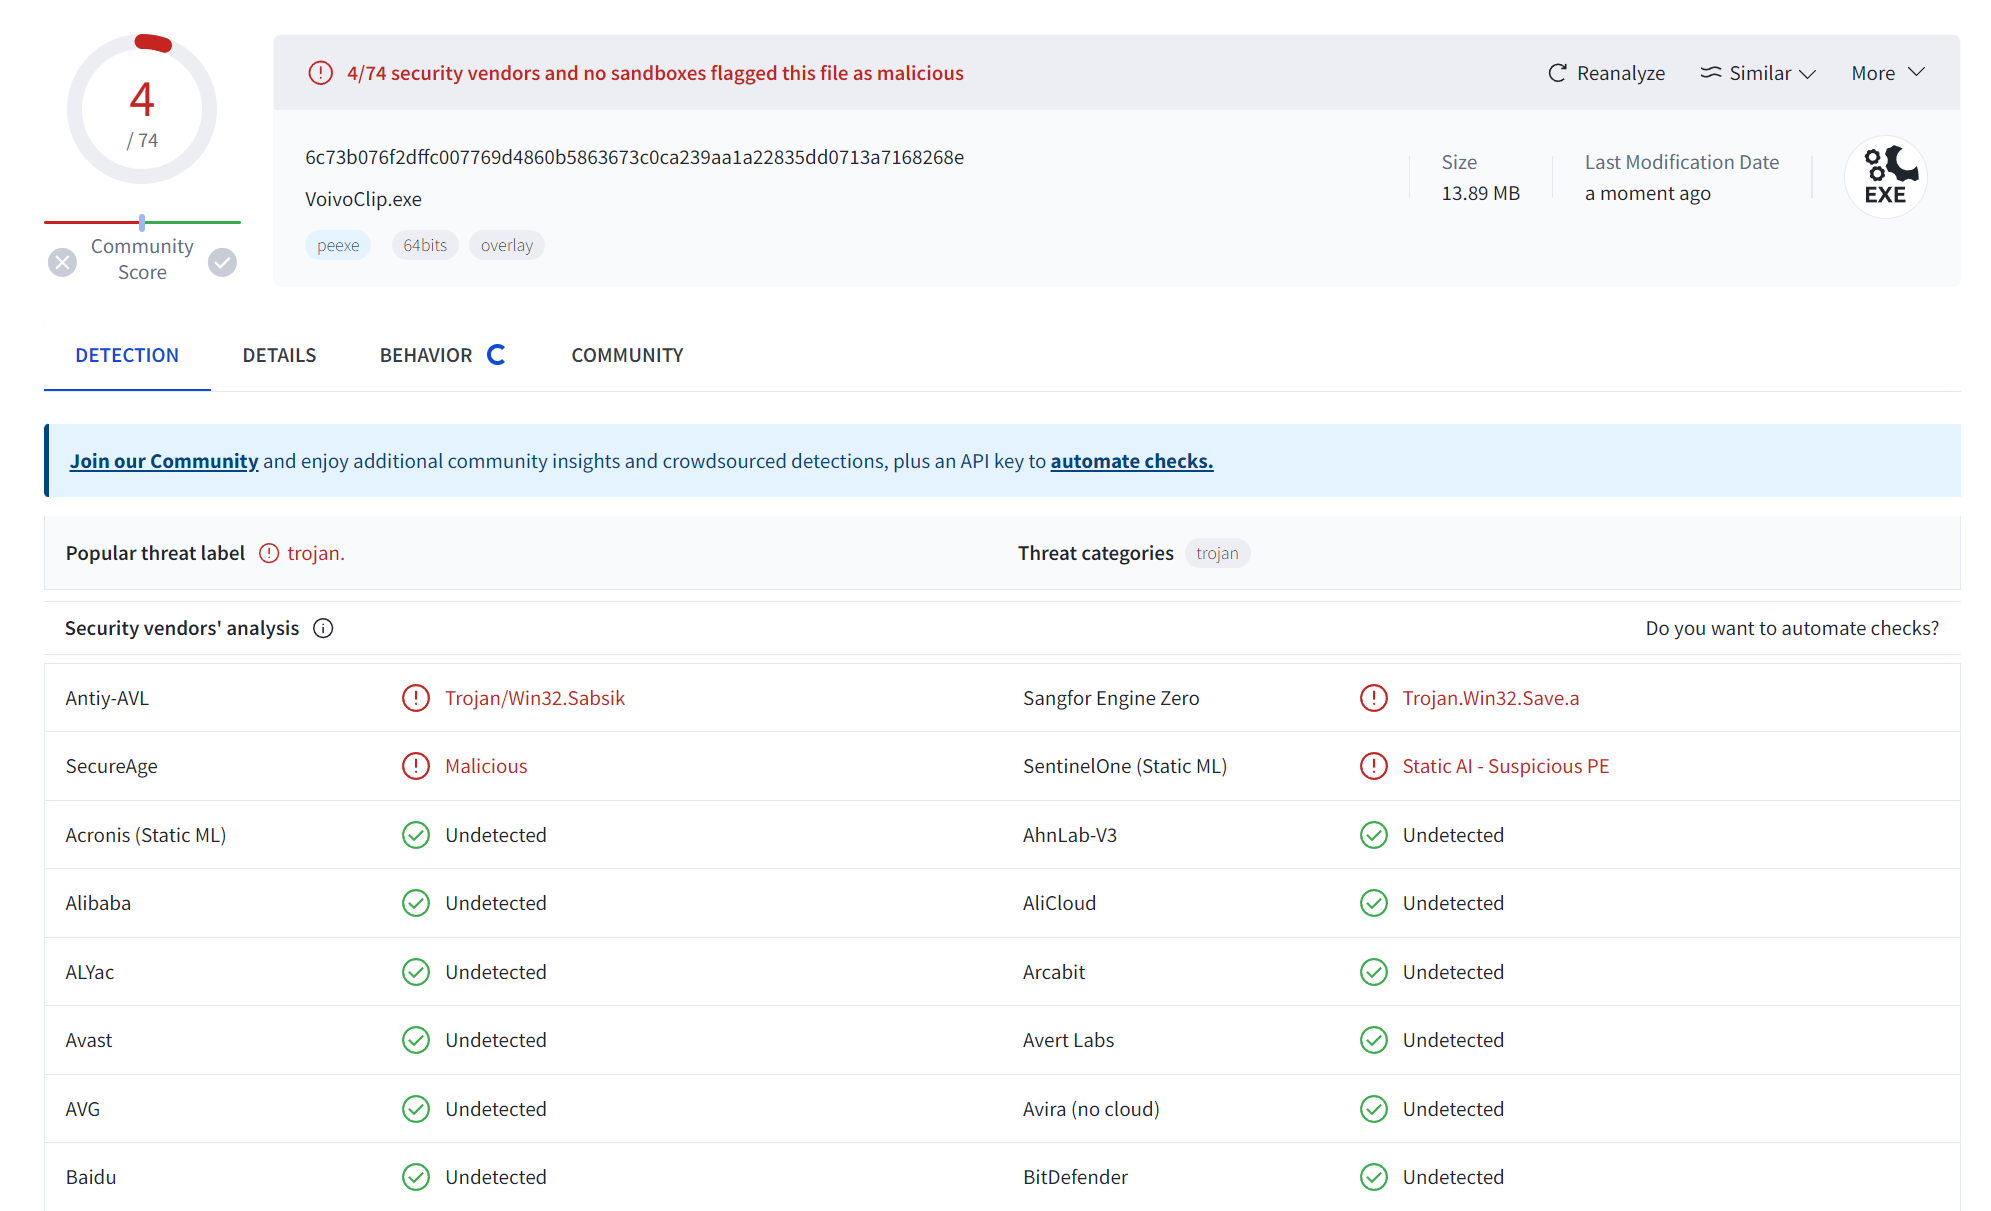 4
/ 74
Community
Score
4/74 security vendors and no sandboxes flagged this file as malicious
Reanalyze
Similar
More
6c73b076f2dffc007769d4860b5863673c0ca239aa1a22835dd0713a7168268e
VoivoClip.exe
peexe
64bits
overlay
Size
13.89 MB
Last Modification Date
a moment ago
EXE
DETECTION
DETAILS
BEHAVIOR
COMMUNITY
Join our Community and enjoy additional community insights and crowdsourced detections, plus an API key to automate checks.
Popular threat label trojan.
Threat categories trojan
Security vendors' analysis
Do you want to automate checks?
Antiy-AVL Trojan/Win32.Sabsik
Sangfor Engine Zero Trojan.Win32.Save.a
SecureAge Malicious
SentinelOne (Static ML) Static AI - Suspicious PE
Acronis (Static ML) Undetected
AhnLab-V3 Undetected
Alibaba Undetected
AliCloud Undetected
ALYac Undetected
Arcabit Undetected
Avast Undetected
Avert Labs Undetected
AVG Undetected
Avira (no cloud) Undetected
Baidu Undetected
BitDefender Undetected